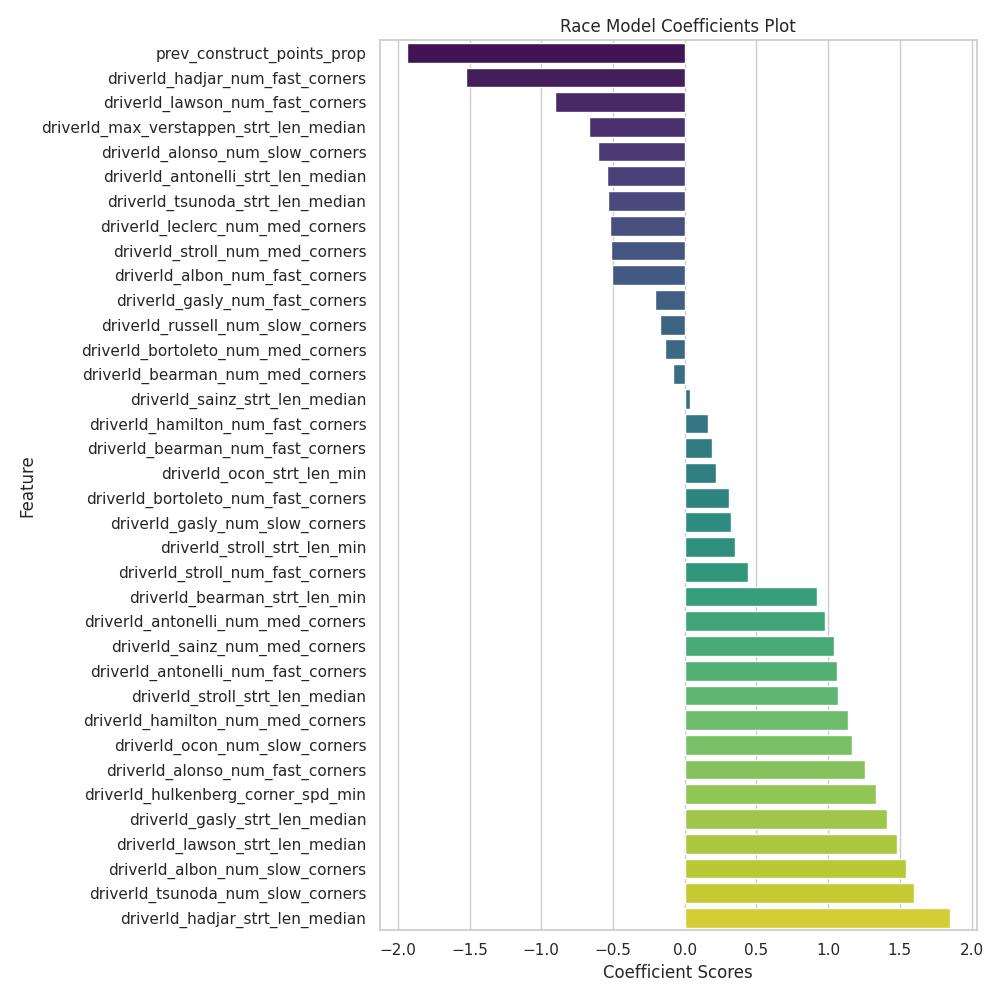 Race Model Coefficients Plot
prev_construct_points_prop
driverId_hadjar_num_fast_corners
driverId_lawson_num_fast_corners
driverId_max_verstappen_strt_len_median
driverId_alonso_num_slow_corners
driverId_antonelli_strt_len_median
driverId_tsunoda_strt_len_median
driverId_leclerc_num_med_corners
driverId_stroll_num_med_corners
driverId_albon_num_fast_corners
driverId_gasly_num_fast_corners
driverId_russell_num_slow_corners
driverId_bortoleto_num_med_corners
driverId_bearman_num_med_corners
driverId_sainz_strt_len_median
driverId_hamilton_num_fast_corners
driverId_bearman_num_fast_corners
driverId_ocon_strt_len_min
driverId_bortoleto_num_fast_corners
driverId_gasly_num_slow_corners
driverId_stroll_strt_len_min
driverId_stroll_num_fast_corners
driverId_bearman_strt_len_min
driverId_antonelli_num_med_corners
driverId_sainz_num_med_corners
driverId_antonelli_num_fast_corners
driverId_stroll_strt_len_median
driverId_hamilton_num_med_corners
driverId_ocon_num_slow_corners
driverId_alonso_num_fast_corners
driverId_hulkenberg_corner_spd_min
driverId_gasly_strt_len_median
driverId_lawson_strt_len_median
driverId_albon_num_slow_corners
driverId_tsunoda_num_slow_corners
driverId_hadjar_strt_len_median
Feature
−2.0 −1.5 −1.0 −0.5 0.0 0.5 1.0 1.5 2.0
Coefficient Scores